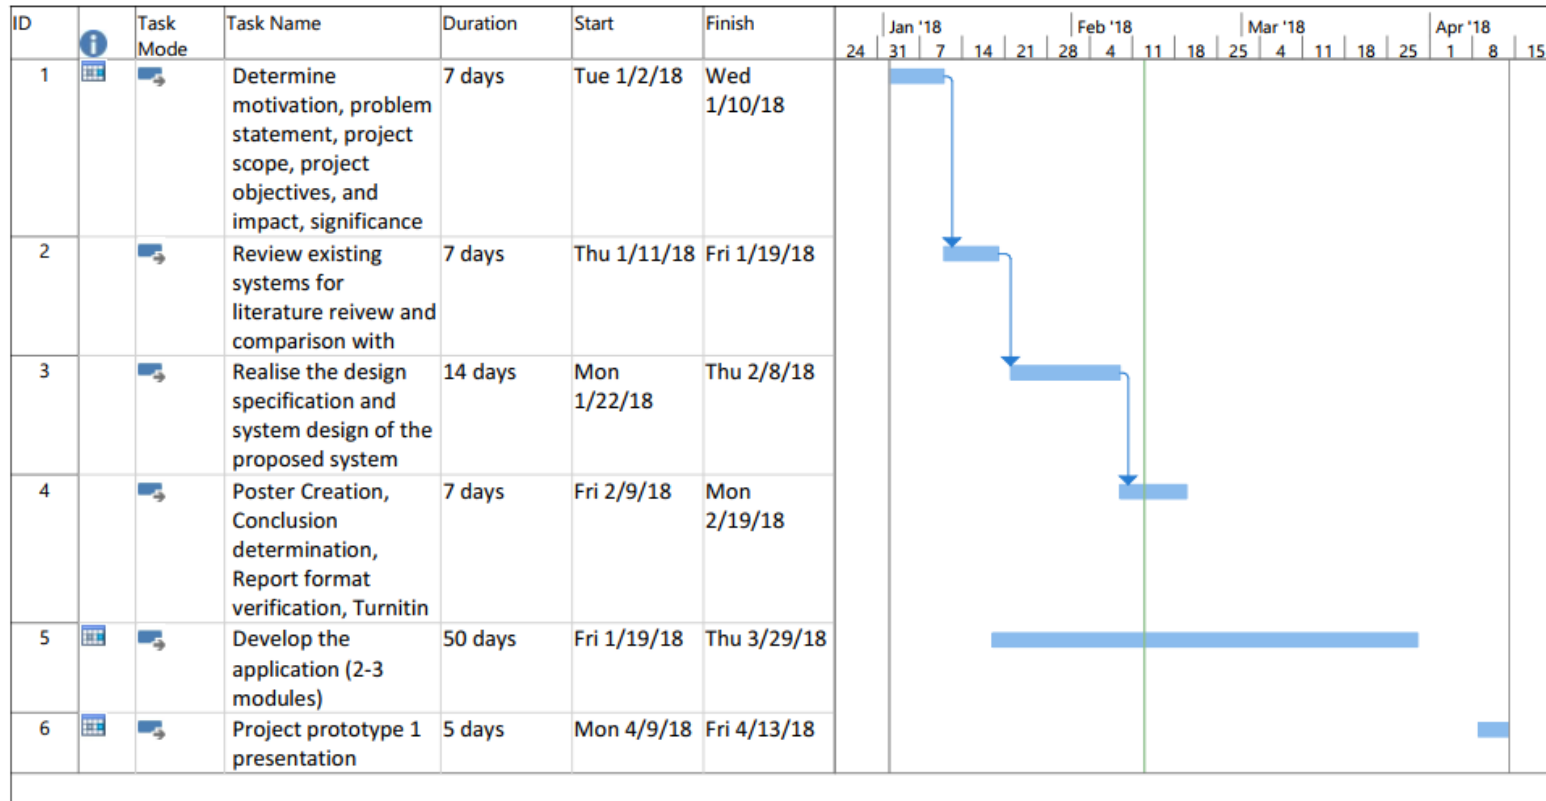 ID Task Mode Task Name Duration Start Finish Jan '18 Feb '18 Mar '18 Apr '18
24 31 7 14 21 28 4 11 18 25 4 11 18 25 1 8 15
1 Determine 7 days Tue 1/2/18 Wed
motivation, problem 1/10/18
statement, project
scope, project
objectives, and
impact, significance
2 Review existing 7 days Thu 1/11/18 Fri 1/19/18
systems for
literature reivew and
comparison with
3 Realise the design 14 days Mon Thu 2/8/18
specification and 1/22/18
system design of the
proposed system
4 Poster Creation, 7 days Fri 2/9/18 Mon
Conclusion 2/19/18
determination,
Report format
verification, Turnitin
5 Develop the 50 days Fri 1/19/18 Thu 3/29/18
application (2-3
modules)
6 Project prototype 1 5 days Mon 4/9/18 Fri 4/13/18
presentation